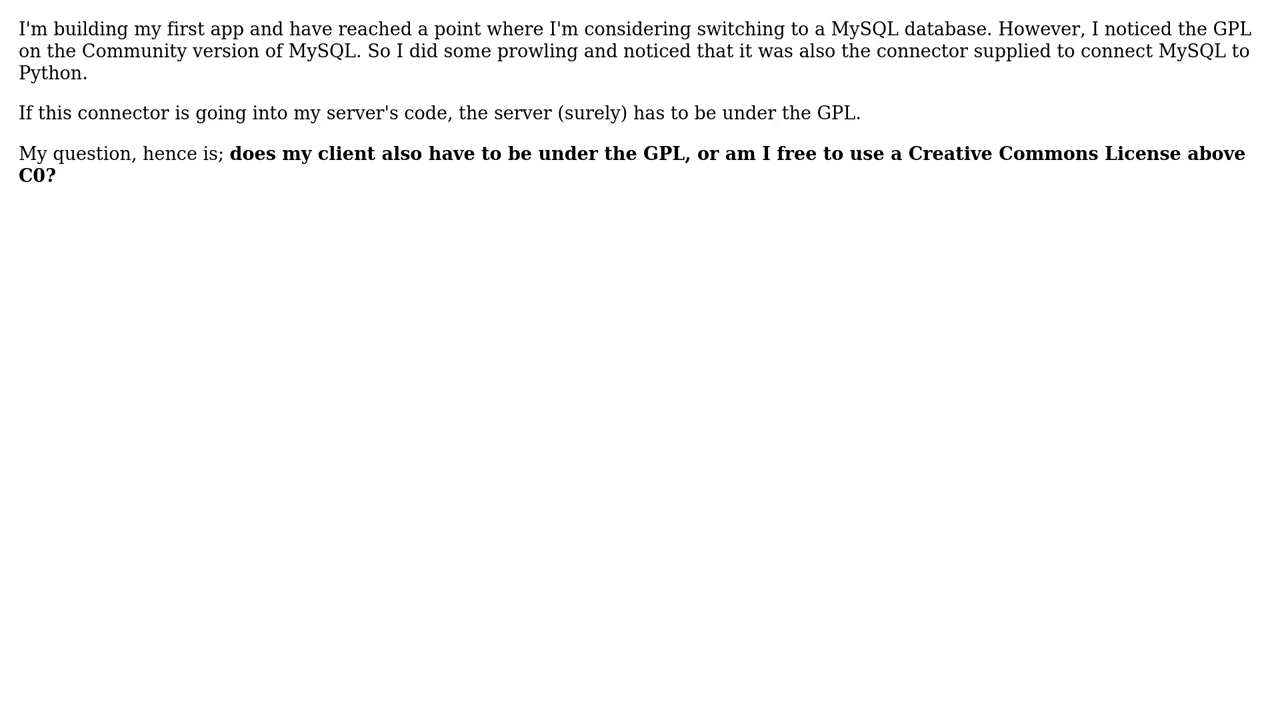 I'm building my first app and have reached a point where I'm considering switching to a MySQL database. However, I noticed the GPL
on the Community version of MySQL. So I did some prowling and noticed that it was also the connector supplied to connect MySQL to
Python.
If this connector is going into my server's code, the server (surely) has to be under the GPL.
My question, hence is; does my client also have to be under the GPL, or am I free to use a Creative Commons License above
C0?